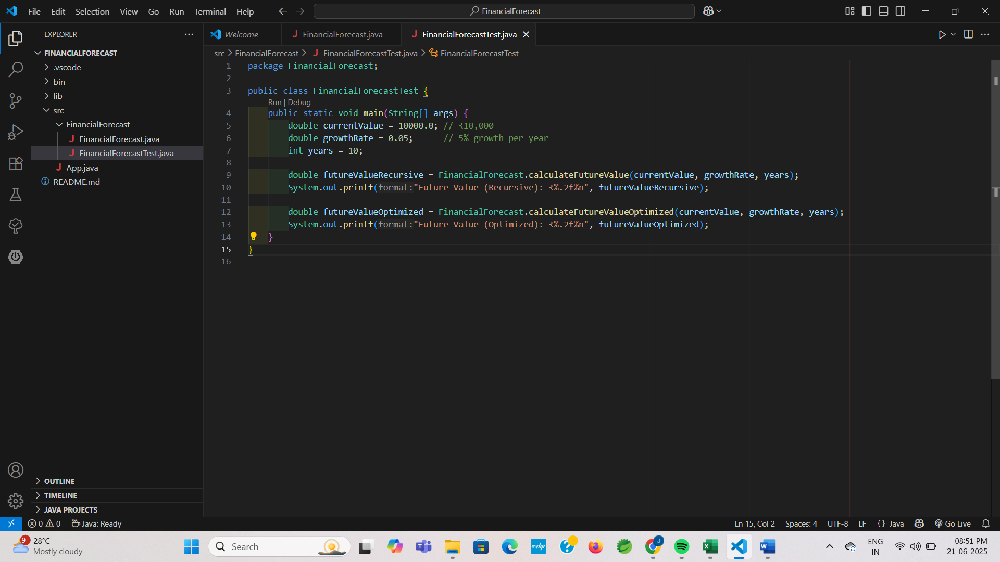 File Edit Selection View Go Run Terminal Help
FinancialForecast
EXPLORER
FINANCIALFORECAST
.vscode
bin
lib
src
FinancialForecast
J FinancialForecast.java
J FinancialForecastTest.java
J App.java
README.md
OUTLINE
TIMELINE
JAVA PROJECTS
Welcome J FinancialForecast.java J FinancialForecastTest.java
src > FinancialForecast > J FinancialForecastTest.java > FinancialForecastTest
1 package FinancialForecast;
2
3 public class FinancialForecastTest {
Run | Debug
4 public static void main(String[] args) {
5 double currentValue = 10000.0; // ₹10,000
6 double growthRate = 0.05; // 5% growth per year
7 int years = 10;
8
9 double futureValueRecursive = FinancialForecast.calculateFutureValue(currentValue, growthRate, years);
10 System.out.printf(format:"Future Value (Recursive): ₹%.2f%n", futureValueRecursive);
11
12 double futureValueOptimized = FinancialForecast.calculateFutureValueOptimized(currentValue, growthRate, years);
13 System.out.printf(format:"Future Value (Optimized): ₹%.2f%n", futureValueOptimized);
14 }
15 }
16
0 0 Java: Ready
Ln 15, Col 2 Spaces: 4 UTF-8 LF {} Java Go Live
9+ 28°C
Mostly cloudy
Search
T
myhp
?
J
X
W
ENG
IN
08:51 PM
21-06-2025